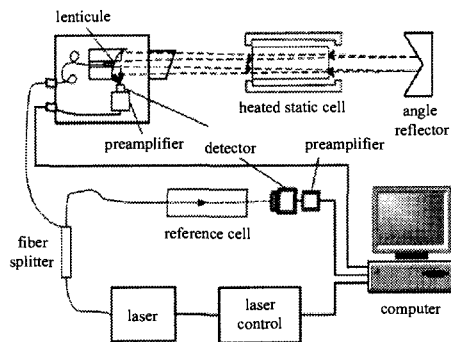 lenticule
heated static cell
angle
reflector
preamplifier
detector
preamplifier
reference cell
fiber
splitter
laser
laser
control
computer